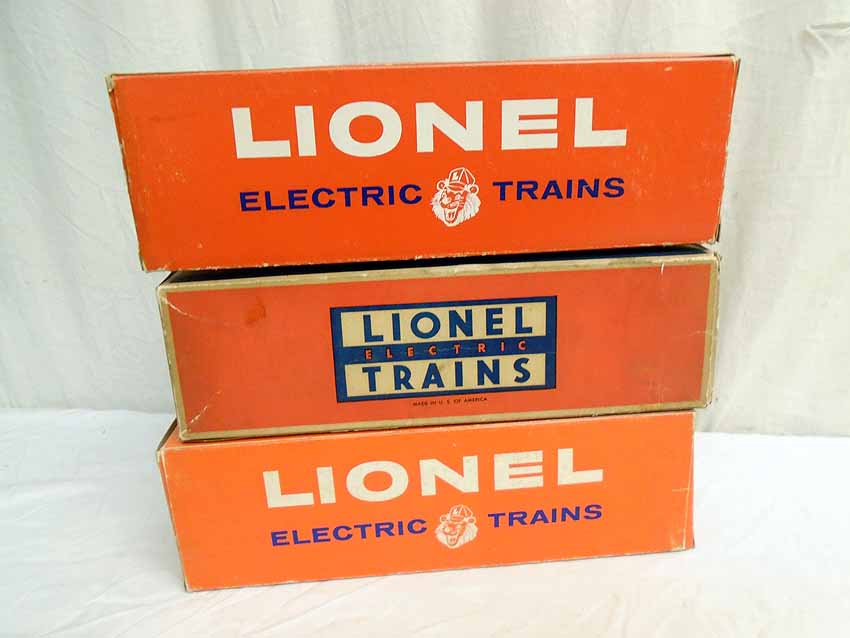 LIONEL
ELECTRIC TRAINS
LIONEL
ELECTRIC
TRAINS
MADE IN U. S. OF AMERICA
LIONEL
ELECTRIC TRAINS